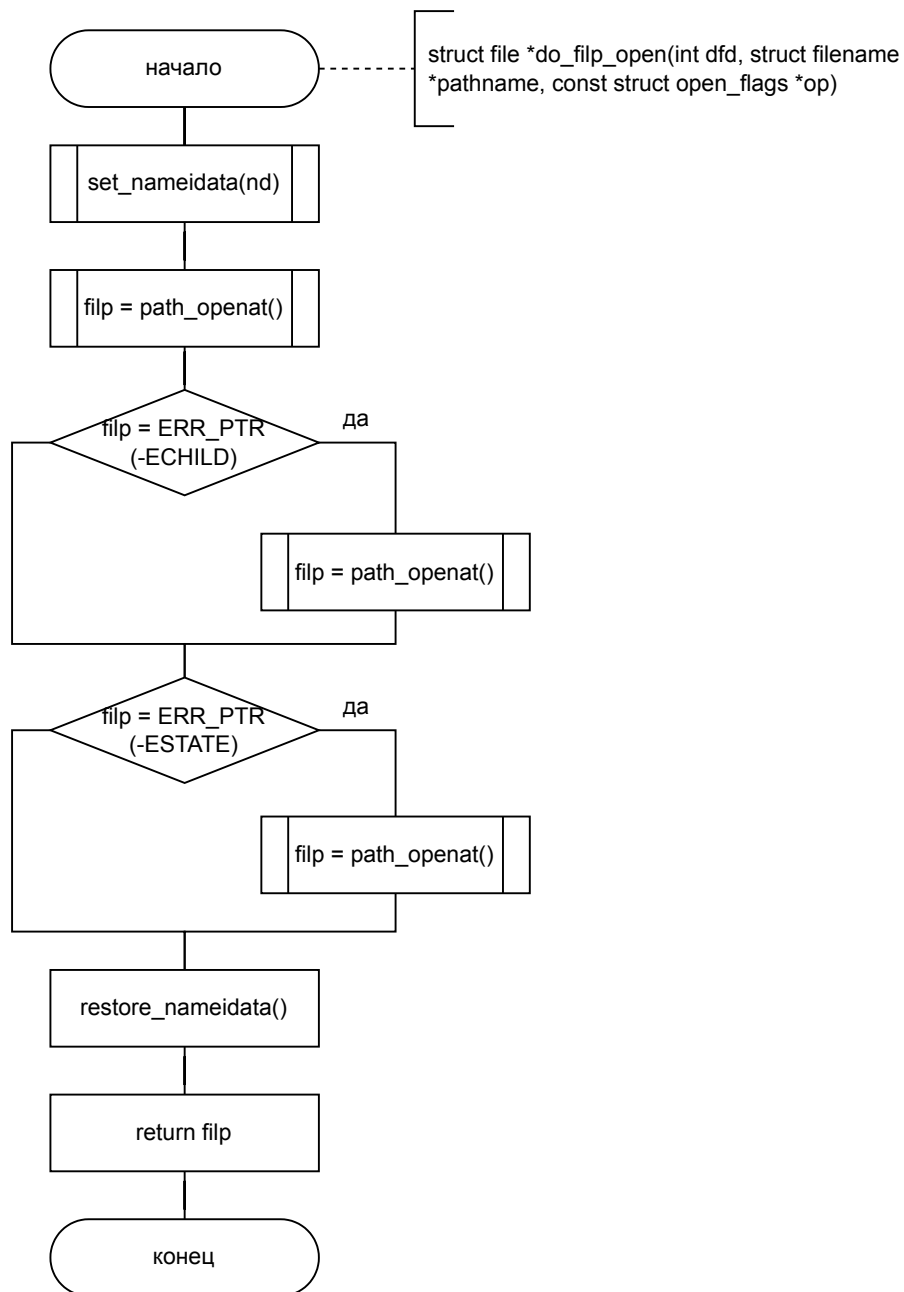 начало
struct file *do_filp_open(int dfd, struct filename
*pathname, const struct open_flags *op)
set_nameidata(nd)
filp = path_openat()
filp = ERR_PTR
(-ECHILD)
да
filp = path_openat()
filp = ERR_PTR
(-ESTATE)
да
filp = path_openat()
restore_nameidata()
return filp
конец